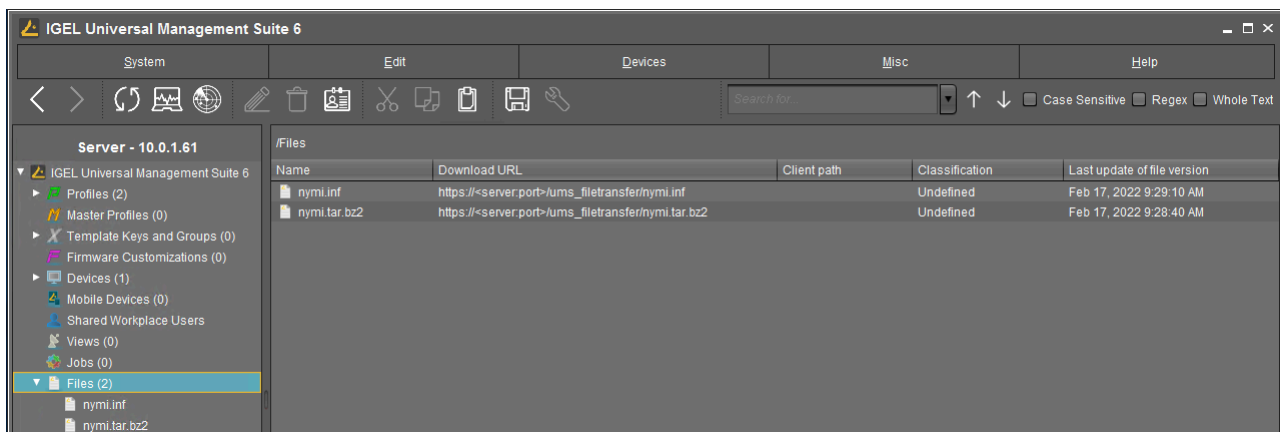 IGEL Universal Management Suite 6
System Edit Devices Misc Help
Search for... Case Sensitive Regex Whole Text
Server - 10.0.1.61
IGEL Universal Management Suite 6
Profiles (2)
Master Profiles (0)
Template Keys and Groups (0)
Firmware Customizations (0)
Devices (1)
Mobile Devices (0)
Shared Workplace Users
Views (0)
Jobs (0)
Files (2)
nymi.inf
nymi.tar.bz2
/Files
Name Download URL Client path Classification Last update of file version
nymi.inf https://<server:port>/ums_filetransfer/nymi.inf Undefined Feb 17, 2022 9:29:10 AM
nymi.tar.bz2 https://<server:port>/ums_filetransfer/nymi.tar.bz2 Undefined Feb 17, 2022 9:28:40 AM